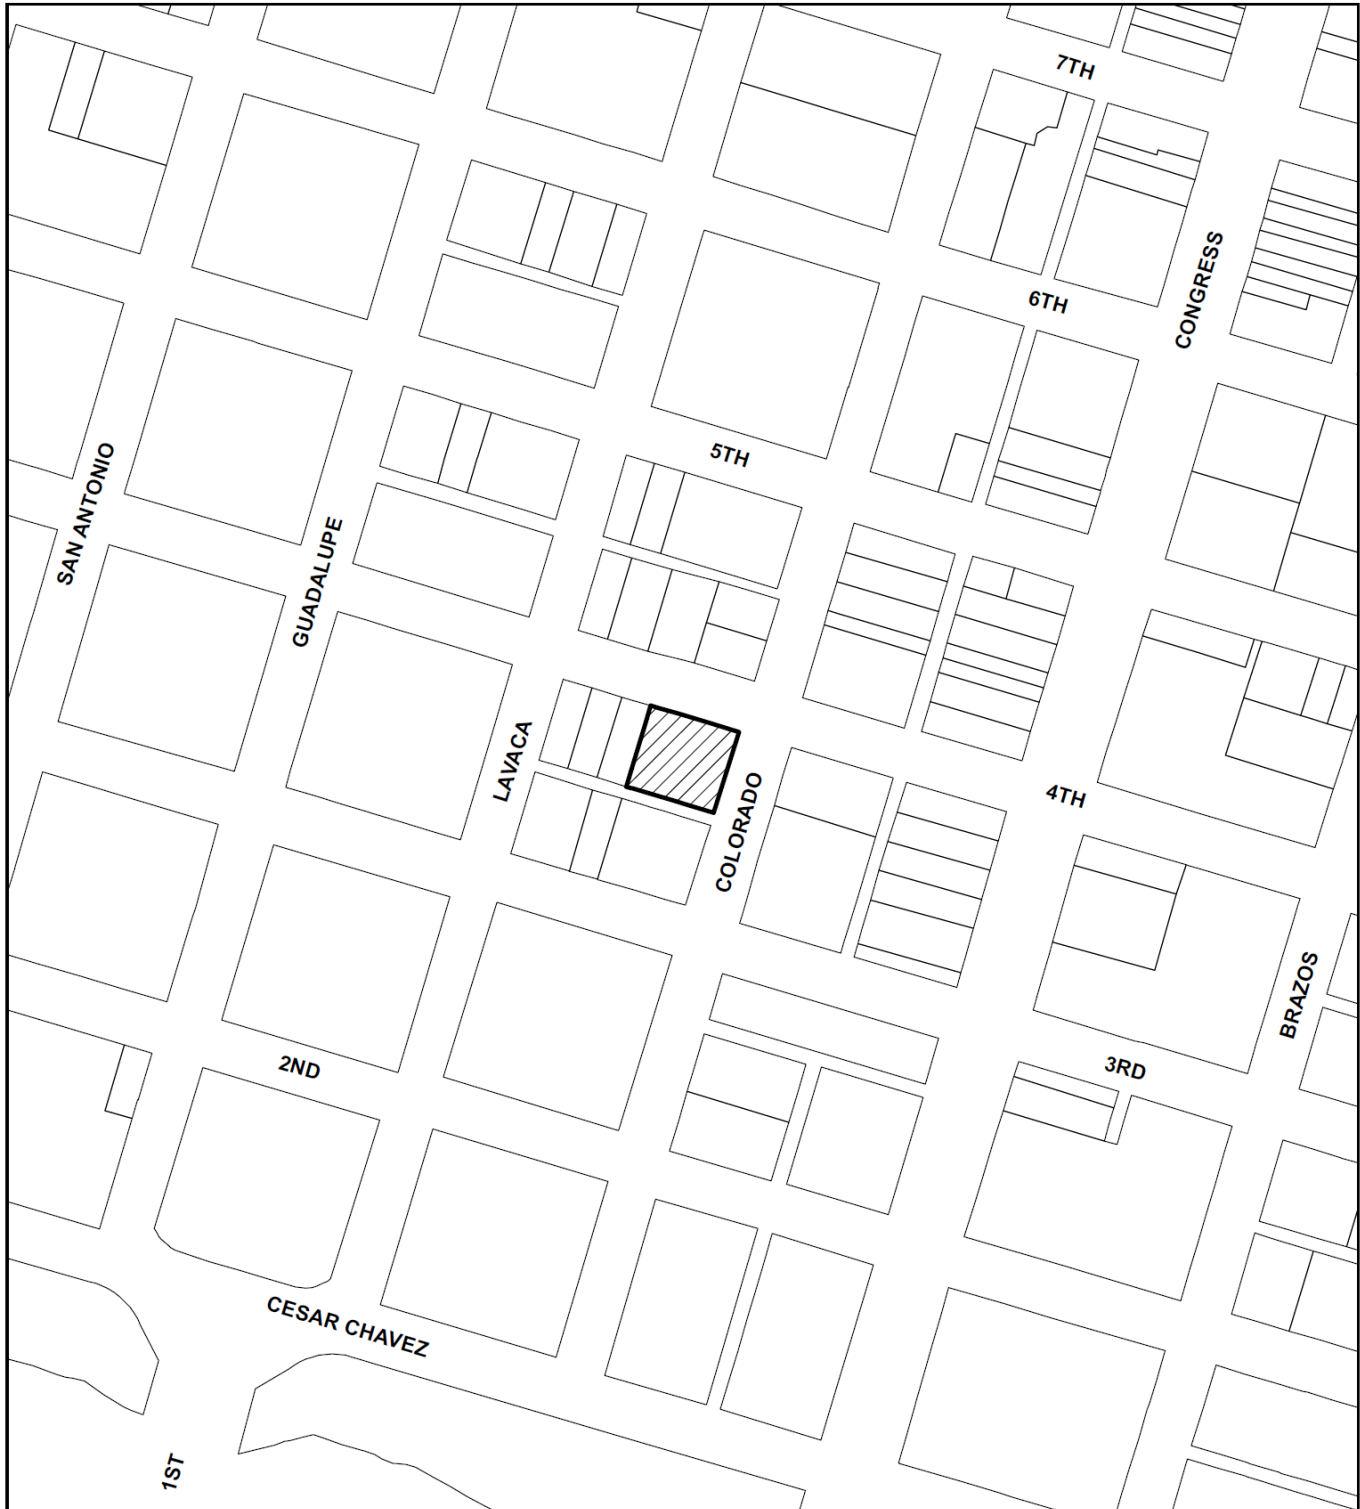 7TH
CONGRESS
6TH
5TH
SAN ANTONIO
GUADALUPE
LAVACA
COLORADO
4TH
BRAZOS
2ND
3RD
CESAR CHAVEZ
1ST